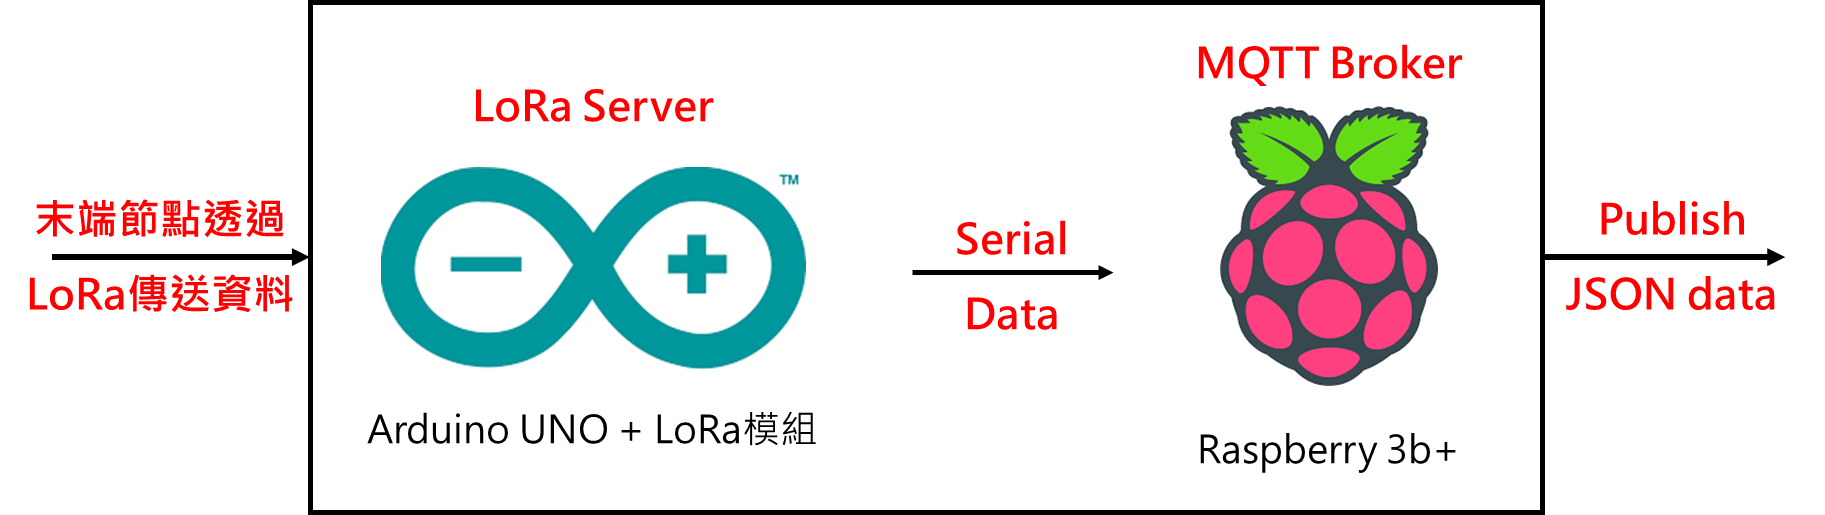 末端節點透過
LoRa傳送資料
LoRa Server
TM
Arduino UNO + LoRa模組
Serial
Data
MQTT Broker
Raspberry 3b+
Publish
JSON data